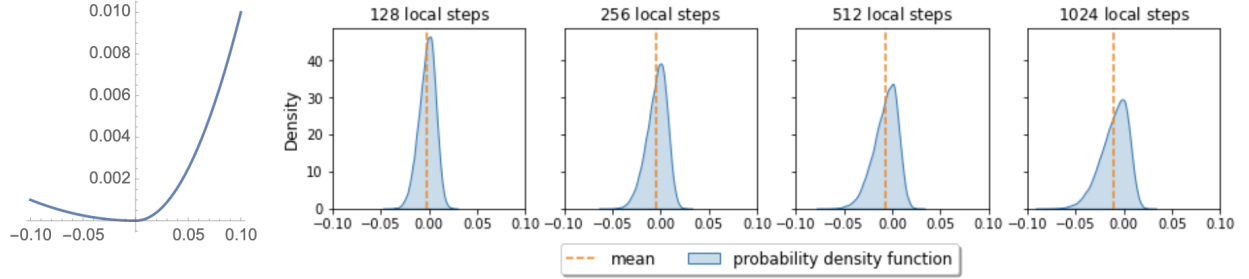 0.010
0.008
0.006
0.004
0.002
−0.10 −0.05 0.05 0.10
128 local steps
256 local steps
512 local steps
1024 local steps
Density
40
30
20
10
0
−0.10 −0.05 0.00 0.05 0.10
−0.10 −0.05 0.00 0.05 0.10
−0.10 −0.05 0.00 0.05 0.10
−0.10 −0.05 0.00 0.05 0.10
mean
probability density function